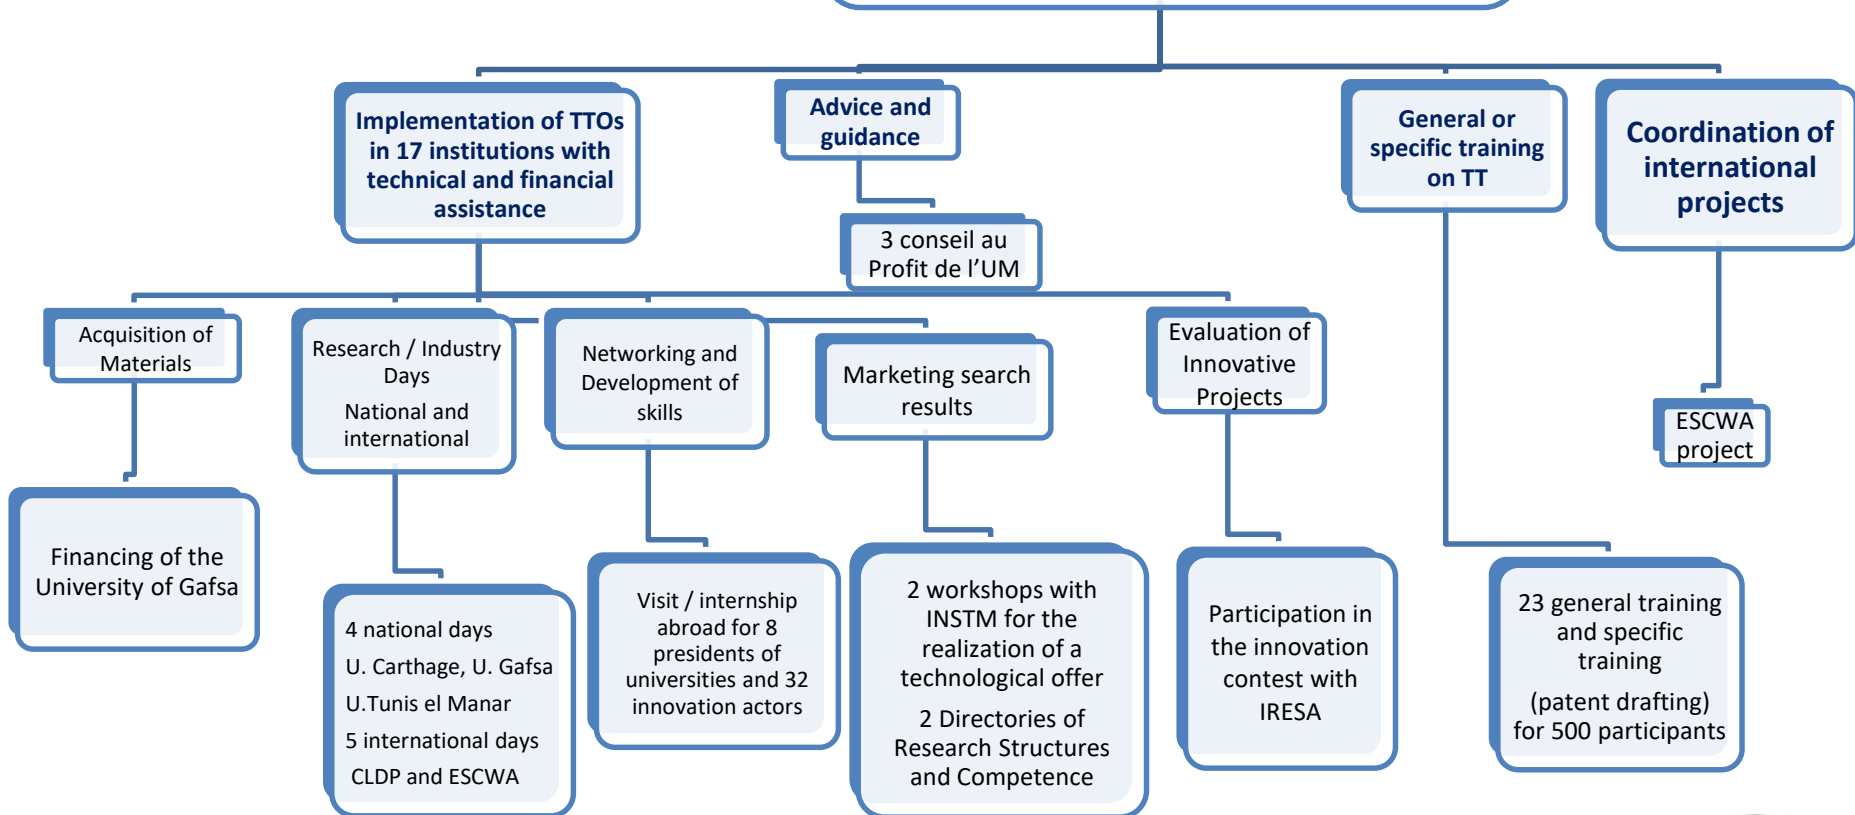 Implementation of TTOs
in 17 institutions with
technical and financial
assistance
Advice and
guidance
General or
specific training
on TT
Coordination of
international
projects
3 conseil au
Profit de l'UM
Acquisition of
Materials
Research / Industry
Days
National and
international
Networking and
Development of
skills
Marketing search
results
Evaluation of
Innovative
Projects
ESCWA
project
Financing of the
University of Gafsa
4 national days
U. Carthage, U. Gafsa
U.Tunis el Manar
5 international days
CLDP and ESCWA
Visit / internship
abroad for 8
presidents of
universities and 32
innovation actors
2 workshops with
INSTM for the
realization of a
technological offer
2 Directories of
Research Structures
and Competence
Participation in
the innovation
contest with
IRESA
23 general training
and specific
training
(patent drafting)
for 500 participants